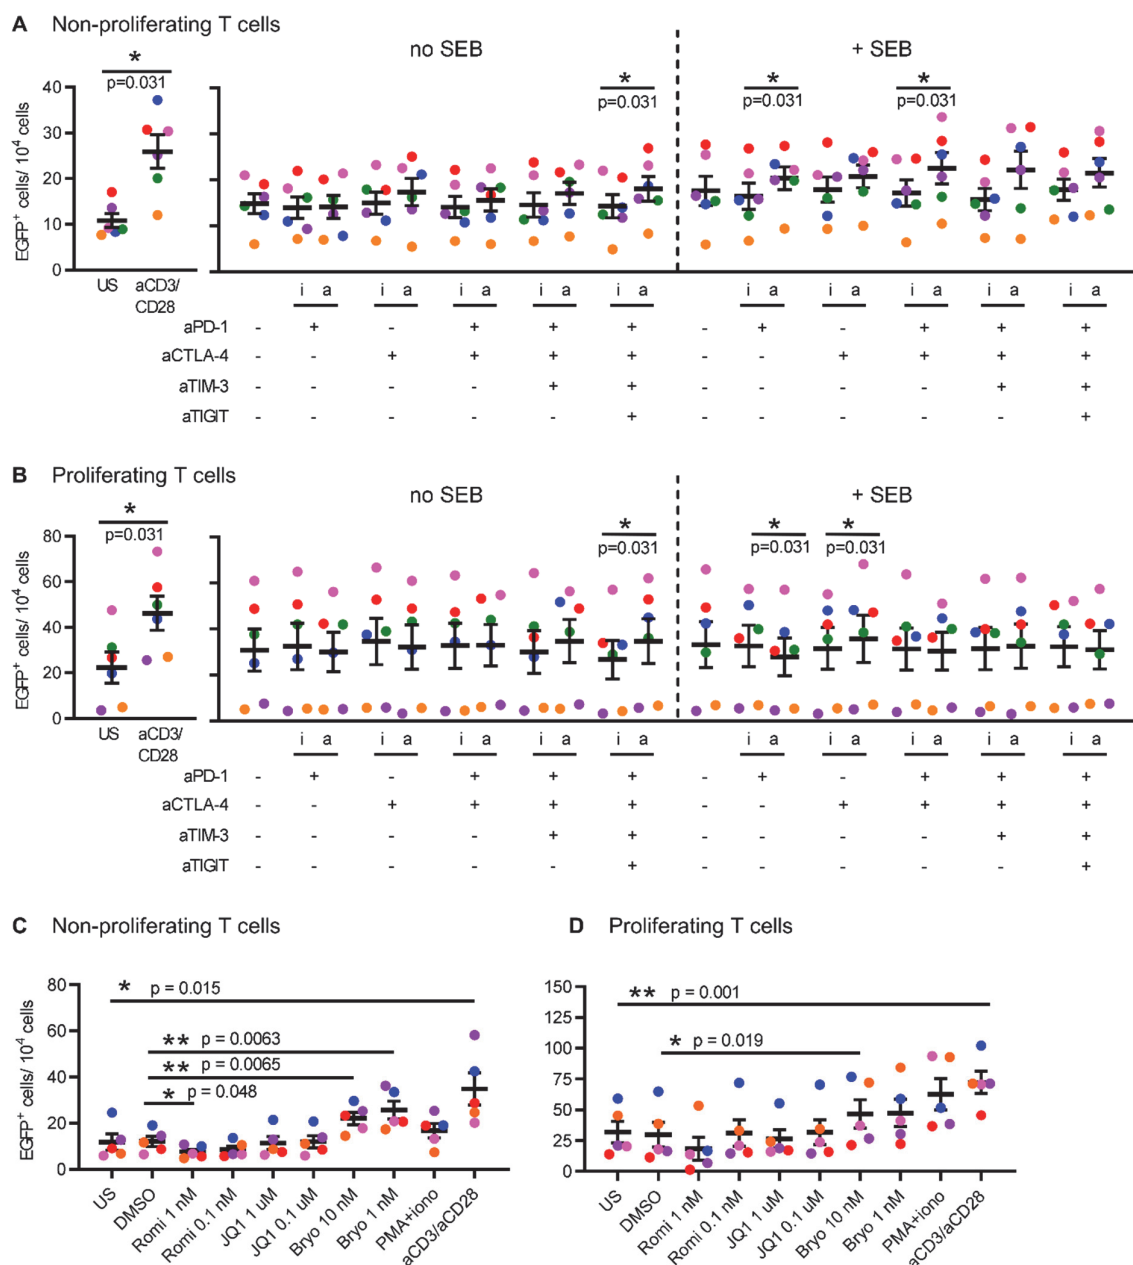 A Non-proliferating T cells
no SEB
+ SEB
*
p=0.031
*
p=0.031
*
p=0.031
*
p=0.031
EGFP+ cells/ 10^4 cells
40
30
20
10
0
US aCD3/
CD28
i a i a i a i a i a i a i a i a i a i a
aPD-1 - + - + + + - + - + + +
aCTLA-4 - - + + + + - - + + + +
aTIM-3 - - - - + + - - - - + +
aTIGIT - - - - - + - - - - - +
B Proliferating T cells
no SEB
+ SEB
*
p=0.031
*
p=0.031
*
p=0.031
*
p=0.031
EGFP+ cells/ 10^4 cells
80
60
40
20
0
US aCD3/
CD28
i a i a i a i a i a i a i a i a i a i a
aPD-1 - + - + + + - + - + + +
aCTLA-4 - - + + + + - - + + + +
aTIM-3 - - - - + + - - - - + +
aTIGIT - - - - - + - - - - - +
C Non-proliferating T cells
EGFP+ cells/ 10^4 cells
80
60
40
20
0
* p = 0.015
** p = 0.0063
** p = 0.0065
* p = 0.048
US
DMSO
Romi 1 nM
Romi 0.1 nM
JQ1 1 uM
JQ1 0.1 uM
Bryo 10 nM
Bryo 1 nM
PMA+iono
aCD3/aCD28
D Proliferating T cells
150
125
100
75
50
25
0
** p = 0.001
* p = 0.019
US
DMSO
Romi 1 nM
Romi 0.1 nM
JQ1 1 uM
JQ1 0.1 uM
Bryo 10 nM
Bryo 1 nM
PMA+iono
aCD3/aCD28